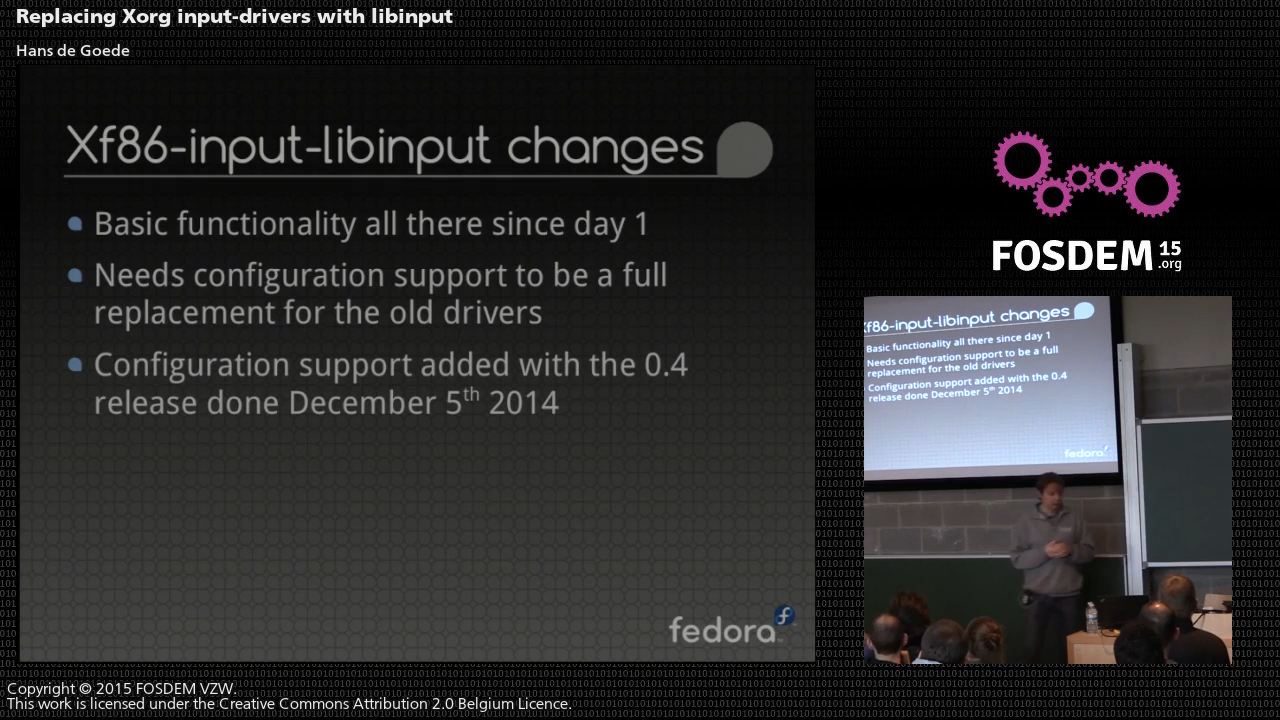 Replacing Xorg input-drivers with libinput
Hans de Goede
Xf86-input-libinput changes
Basic functionality all there since day 1
Needs configuration support to be a full
replacement for the old drivers
Configuration support added with the 0.4
release done December 5th 2014
fedora
FOSDEM 15
.org
xf86-input-libinput changes
Basic functionality all there since day 1
Needs configuration support to be a full
replacement for the old drivers
Configuration support added with the 0.4
release done December 5th 2014
fedora
Copyright © 2015 FOSDEM VZW.
This work is licensed under the Creative Commons Attribution 2.0 Belgium Licence.